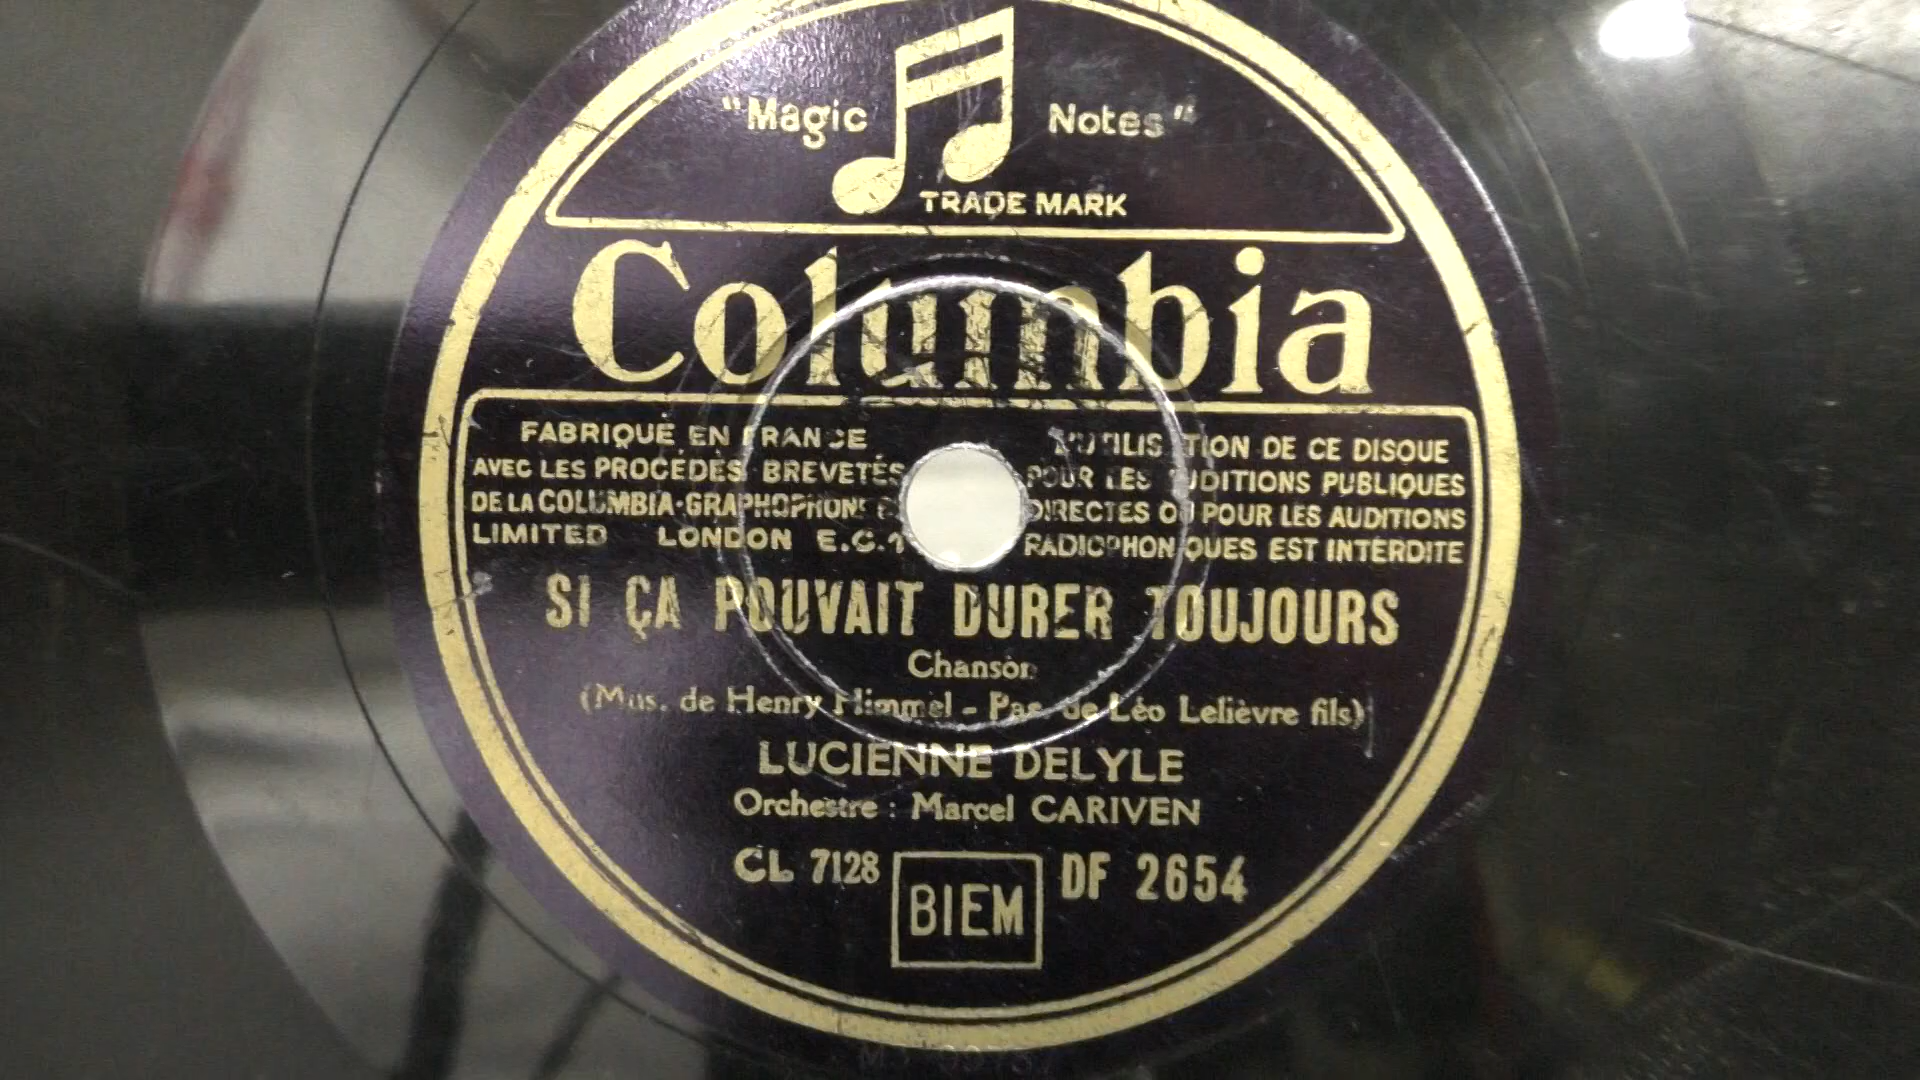 "Magic Notes"
TRADE MARK
Columbia
FABRIQUÉ EN FRANCE
AVEC LES PROCÉDÉS BREVETÉS
DE LA COLUMBIA-GRAPHOPHONE
LIMITED LONDON E.C.1
L'UTILISATION DE CE DISQUE
POUR LES AUDITIONS PUBLIQUES
DIRECTES OU POUR LES AUDITIONS
RADIOPHONIQUES EST INTERDITE
SI ÇA POUVAIT DURER TOUJOURS
Chanson
(Mus. de Henry Himmel - Par. de Léo Lelièvre fils)
LUCIENNE DELYLE
Orchestre : Marcel CARIVEN
CL 7128
BIEM
DF 2654